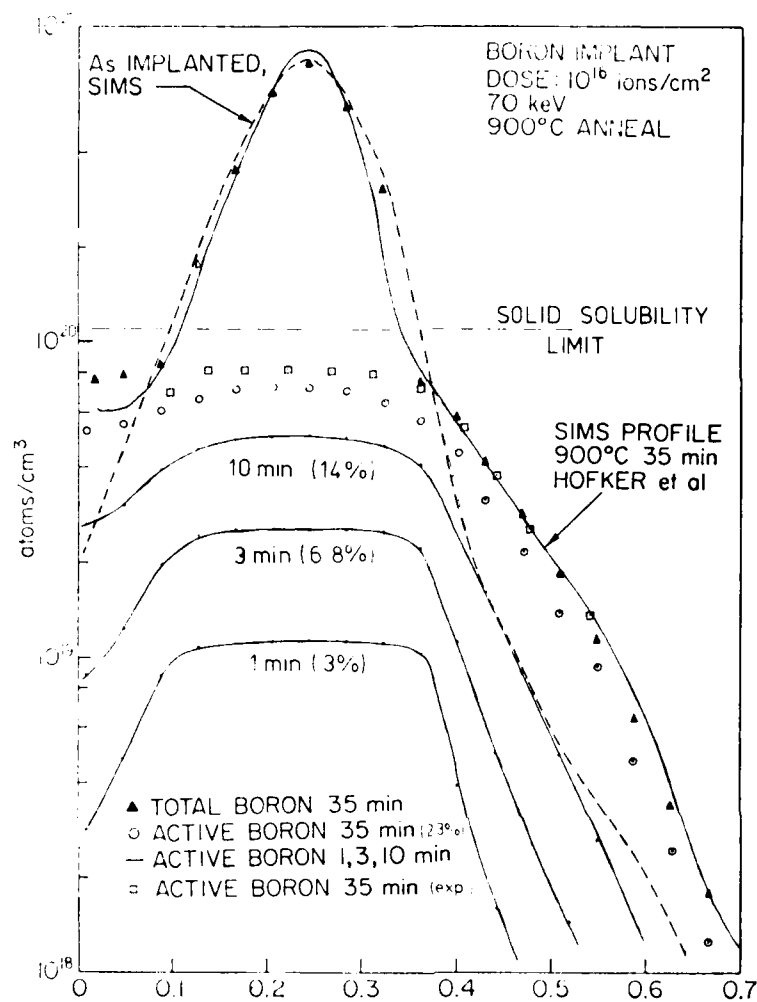 As IMPLANTED,
SIMS
BORON IMPLANT
DOSE: 10¹⁶ ions/cm²
70 keV
900°C ANNEAL
SOLID SOLUBILITY
LIMIT
10²⁰
SIMS PROFILE
900°C 35 min
HOFKER et al
10 min (14%)
3 min (6 8%)
1 min (3%)
atoms/cm³
▲ TOTAL BORON 35 min
○ ACTIVE BORON 35 min (23%)
— ACTIVE BORON 1,3,10 min
□ ACTIVE BORON 35 min (exp
10¹⁸
0 0.1 0.2 0.3 0.4 0.5 0.6 0.7